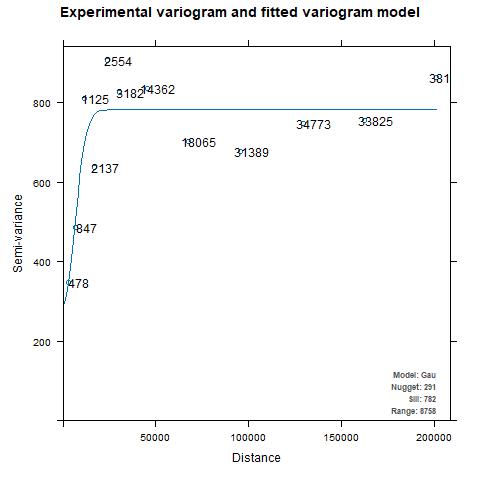 Experimental variogram and fitted variogram model
2554
3182
14362
381
1125
800
33825
34773
18065
31389
2137
600
847
400
478
200
Semi-variance
Model: Gau
Nugget: 291
Sill: 782
Range: 8758
50000 100000 150000 200000
Distance